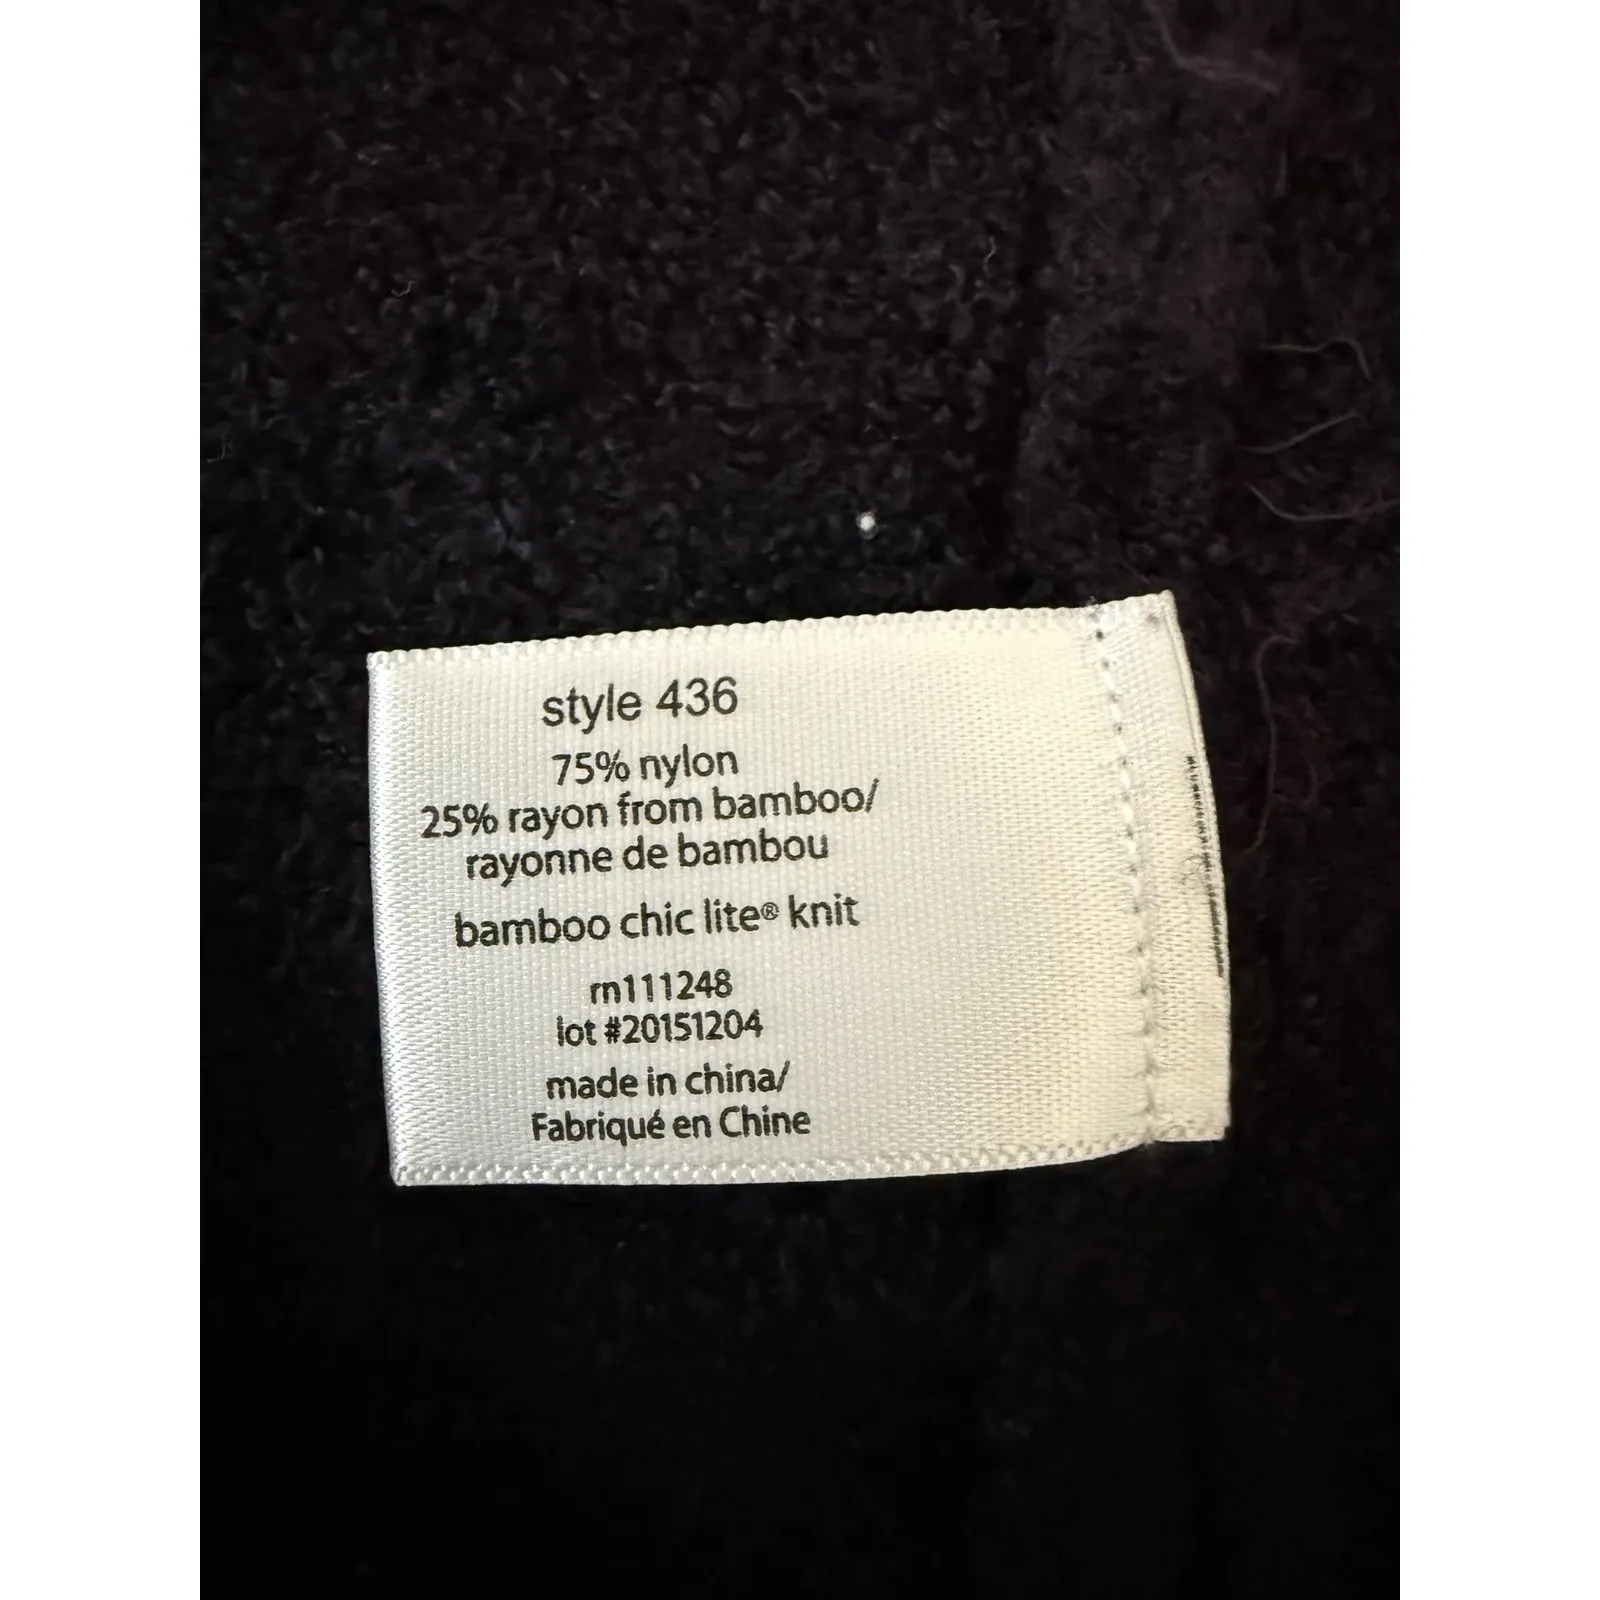 style 436
75% nylon
25% rayon from bamboo/
rayonne de bambou
bamboo chic lite® knit
rn111248
lot #20151204
made in china/
Fabriqué en Chine